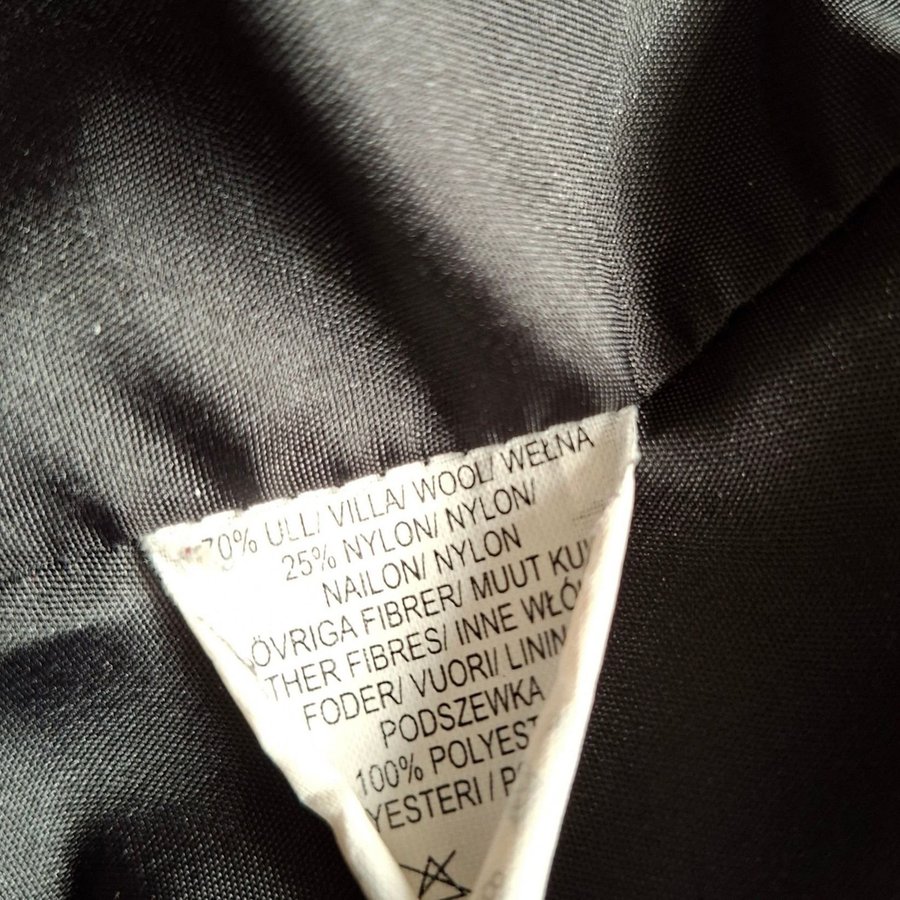 70% ULL/ VILLA/ WOOL/ WEŁNA
25% NYLON/ NYLON/
NAILON/ NYLON
ÖVRIGA FIBRER/ MUUT KU
THER FIBRES/ INNE WŁÓ
FODER/ VUORI/ LININ
PODSZEWKA
100% POLYEST
YESTERI / P